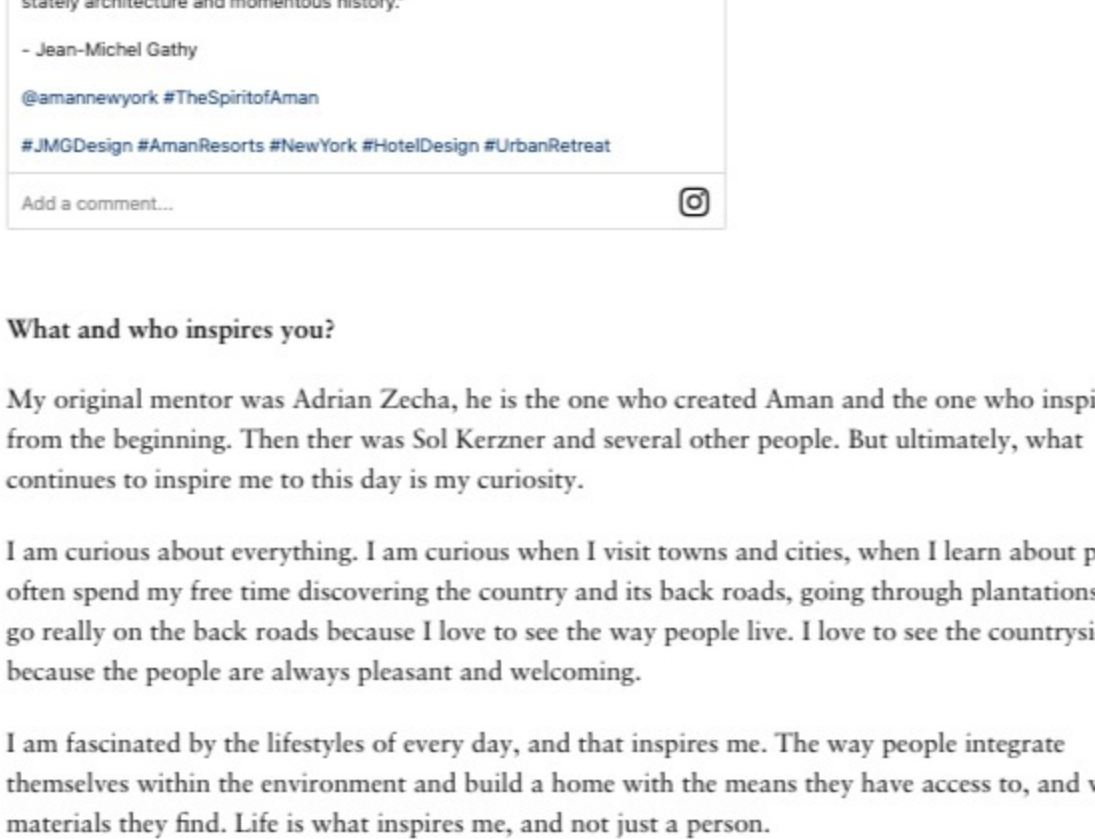 stately architecture and momentous history."
- Jean-Michel Gathy
@amannewyork #TheSpiritofAman
#JMGDesign #AmanResorts #NewYork #HotelDesign #UrbanRetreat
Add a comment...
What and who inspires you?
My original mentor was Adrian Zecha, he is the one who created Aman and the one who
from the beginning. Then ther was Sol Kerzner and several other people. But ultimately, what
continues to inspire me to this day is my curiosity.
I am curious about everything. I am curious when I visit towns and cities, when I learn about
often spend my free time discovering the country and its back roads, going through plantations
go really on the back roads because I love to see the way people live. I love to see the
because the people are always pleasant and welcoming.
I am fascinated by the lifestyles of every day, and that inspires me. The way people integrate
themselves within the environment and build a home with the means they have access to, and
materials they find. Life is what inspires me, and not just a person.